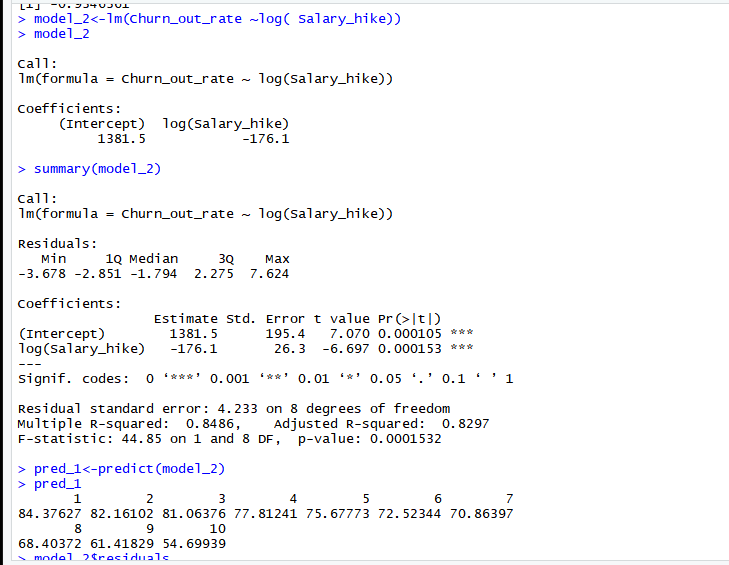 > model_2<-lm(Churn_out_rate ~log( Salary_hike))
> model_2
Call:
lm(formula = Churn_out_rate ~ log(Salary_hike))
Coefficients:
(Intercept) log(Salary_hike)
1381.5 -176.1
> summary(model_2)
Call:
lm(formula = Churn_out_rate ~ log(Salary_hike))
Residuals:
Min 1Q Median 3Q Max
-3.678 -2.851 -1.794 2.275 7.624
Coefficients:
Estimate Std. Error t value Pr(>|t|)
(Intercept) 1381.5 195.4 7.070 0.000105 ***
log(Salary_hike) -176.1 26.3 -6.697 0.000153 ***
---
Signif. codes: 0 ‘***’ 0.001 ‘**’ 0.01 ‘*’ 0.05 ‘.’ 0.1 ‘ ’ 1
Residual standard error: 4.233 on 8 degrees of freedom
Multiple R-squared: 0.8486, Adjusted R-squared: 0.8297
F-statistic: 44.85 on 1 and 8 DF, p-value: 0.0001532
> pred_1<-predict(model_2)
> pred_1
1 2 3 4 5 6 7
84.37627 82.16102 81.06376 77.81241 75.67773 72.52344 70.86397
8 9 10
68.40372 61.41829 54.69939
> model_2$residuals